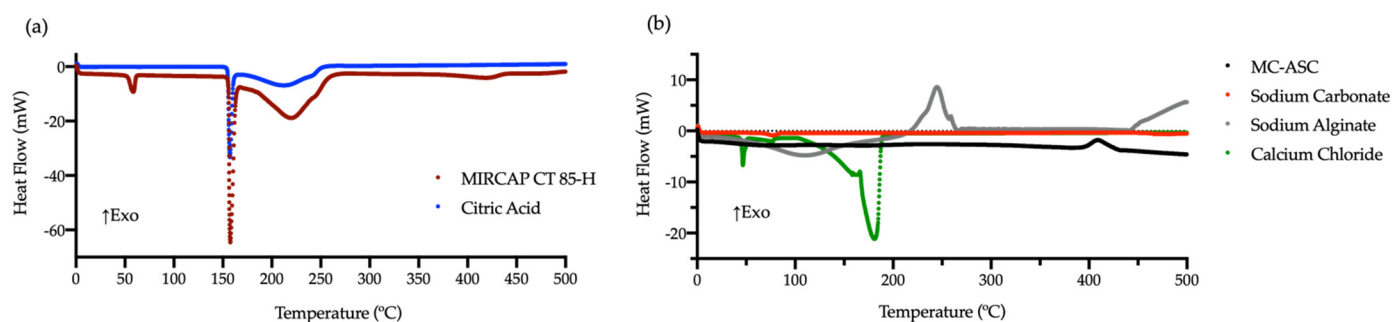 (a)
Heat Flow (mW)
0
-20
-40
-60
↑Exo
MIRCAP CT 85-H
Citric Acid
0 50 100 150 200 250 300 350 400 450 500
Temperature (ºC)
(b)
Heat Flow (mW)
10
0
-10
-20
↑Exo
0 100 200 300 400 500
Temperature (ºC)
MC-ASC
Sodium Carbonate
Sodium Alginate
Calcium Chloride